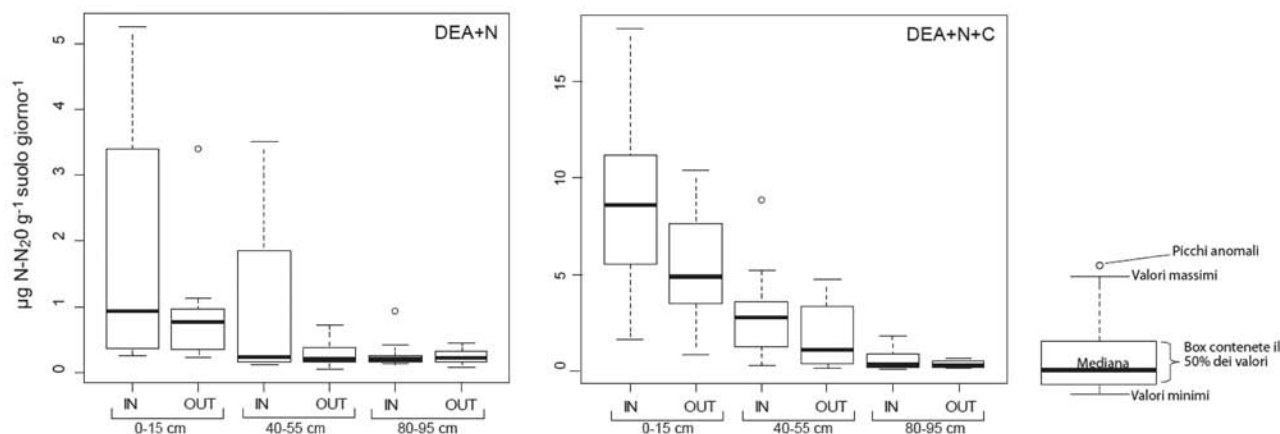 DEA+N
µg N-N₂0 g⁻¹ suolo giorno⁻¹
5
4
3
2
1
0
IN OUT IN OUT IN OUT
0-15 cm 40-55 cm 80-95 cm
DEA+N+C
15
10
5
0
IN OUT IN OUT IN OUT
0-15 cm 40-55 cm 80-95 cm
Picchi anomali
Valori massimi
Mediana
Box contenete il
50% dei valori
Valori minimi